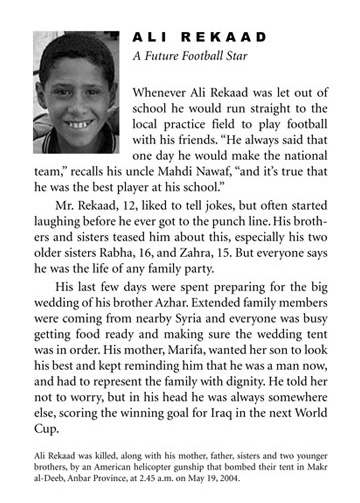 ALI REKAAD
A Future Football Star
Whenever Ali Rekaad was let out of
school he would run straight to the
local practice field to play football
with his friends. “He always said that
one day he would make the national
team,” recalls his uncle Mahdi Nawaf, “and it’s true that
he was the best player at his school.”
Mr. Rekaad, 12, liked to tell jokes, but often started
laughing before he ever got to the punch line. His broth-
ers and sisters teased him about this, especially his two
older sisters Rabha, 16, and Zahra, 15. But everyone says
he was the life of any family party.
His last few days were spent preparing for the big
wedding of his brother Azhar. Extended family members
were coming from nearby Syria and everyone was busy
getting food ready and making sure the wedding tent
was in order. His mother, Marifa, wanted her son to look
his best and kept reminding him that he was a man now,
and had to represent the family with dignity. He told her
not to worry, but in his head he was always somewhere
else, scoring the winning goal for Iraq in the next World
Cup.
Ali Rekaad was killed, along with his mother, father, sisters and two younger
brothers, by an American helicopter gunship that bombed their tent in Makr
al-Deeb, Anbar Province, at 2.45 a.m. on May 19, 2004.